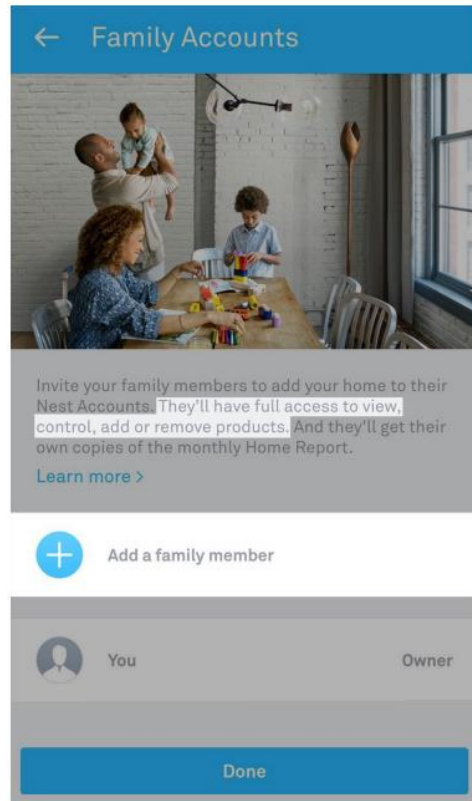 Family Accounts
Invite your family members to add your home to their
Nest Accounts. They'll have full access to view,
control, add or remove products. And they'll get their
own copies of the monthly Home Report.
Learn more >
Add a family member
You Owner
Done